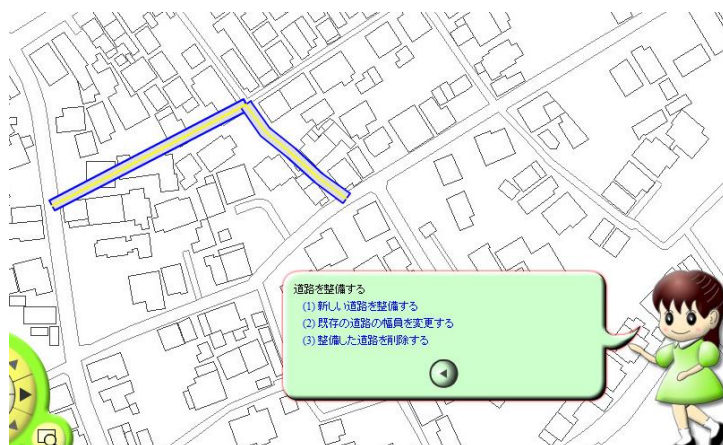 道路を整備する
(1) 新しい道路を整備する
(2) 既存の道路の幅員を変更する
(3) 整備した道路を削除する